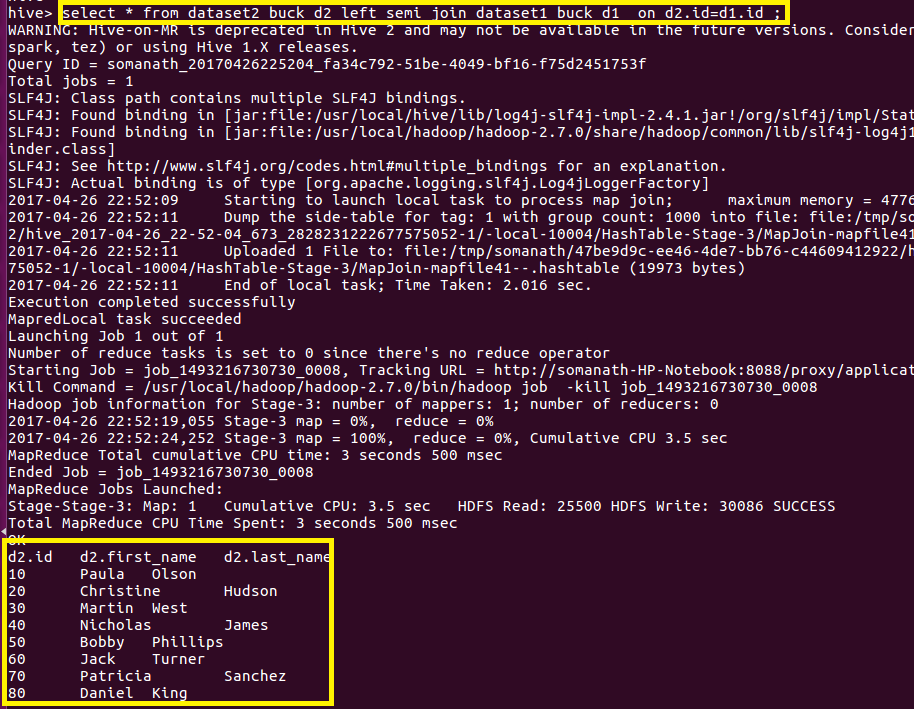 hive> select * from dataset2_buck d2 left semi join dataset1_buck d1  on d2.id=d1.id ;
WARNING: Hive-on-MR is deprecated in Hive 2 and may not be available in the future versions. Consider
spark, tez) or using Hive 1.X releases.
Query ID = somanath_20170426225204_fa34c792-51be-4049-bf16-f75d2451753f
Total jobs = 1
SLF4J: Class path contains multiple SLF4J bindings.
SLF4J: Found binding in [jar:file:/usr/local/hive/lib/log4j-slf4j-impl-2.4.1.jar!/org/slf4j/impl/Stat
SLF4J: Found binding in [jar:file:/usr/local/hadoop/hadoop-2.7.0/share/hadoop/common/lib/slf4j-log4j1
inder.class]
SLF4J: See http://www.slf4j.org/codes.html#multiple_bindings for an explanation.
SLF4J: Actual binding is of type [org.apache.logging.slf4j.Log4jLoggerFactory]
2017-04-26 22:52:09     Starting to launch local task to process map join;      maximum memory = 4776
2017-04-26 22:52:11     Dump the side-table for tag: 1 with group count: 1000 into file: file:/tmp/so
2/hive_2017-04-26_22-52-04_673_2828231222677575052-1/-local-10004/HashTable-Stage-3/MapJoin-mapfile41
2017-04-26 22:52:11     Uploaded 1 File to: file:/tmp/somanath/47be9d9c-ee46-4de7-bb76-c44609412922/h
75052-1/-local-10004/HashTable-Stage-3/MapJoin-mapfile41--.hashtable (19973 bytes)
2017-04-26 22:52:11     End of local task; Time Taken: 2.016 sec.
Execution completed successfully
MapredLocal task succeeded
Launching Job 1 out of 1
Number of reduce tasks is set to 0 since there's no reduce operator
Starting Job = job_1493216730730_0008, Tracking URL = http://somanath-HP-Notebook:8088/proxy/applicat
Kill Command = /usr/local/hadoop/hadoop-2.7.0/bin/hadoop job  -kill job_1493216730730_0008
Hadoop job information for Stage-3: number of mappers: 1; number of reducers: 0
2017-04-26 22:52:19,055 Stage-3 map = 0%,  reduce = 0%
2017-04-26 22:52:24,252 Stage-3 map = 100%,  reduce = 0%, Cumulative CPU 3.5 sec
MapReduce Total cumulative CPU time: 3 seconds 500 msec
Ended Job = job_1493216730730_0008
MapReduce Jobs Launched:
Stage-Stage-3: Map: 1   Cumulative CPU: 3.5 sec   HDFS Read: 25500 HDFS Write: 30086 SUCCESS
Total MapReduce CPU Time Spent: 3 seconds 500 msec
OK
d2.id   d2.first_name   d2.last_name
10      Paula   Olson
20      Christine       Hudson
30      Martin  West
40      Nicholas        James
50      Bobby   Phillips
60      Jack    Turner
70      Patricia        Sanchez
80      Daniel  King